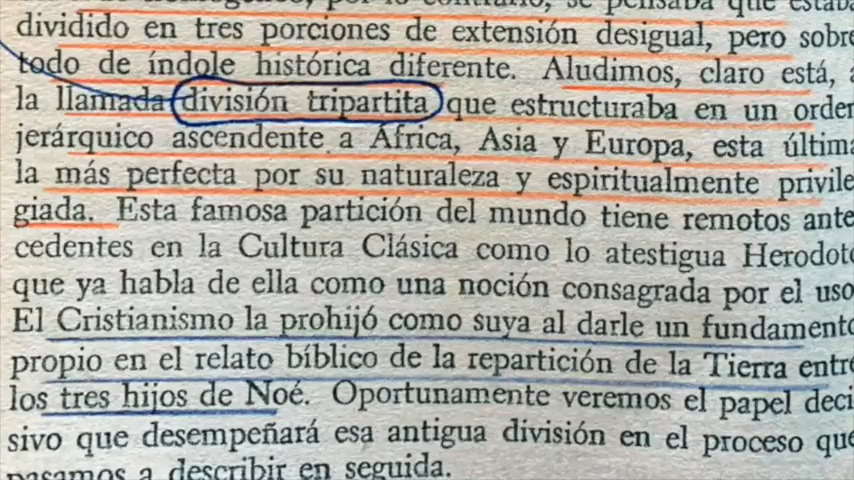 se pensaba que
dividido en tres porciones de extensión desigual, pero sobre
todo de índole histórica diferente. Aludimos, claro está, a
la llamada división tripartita que estructuraba en un orden
jerárquico ascendente a África, Asia y Europa, esta última
la más perfecta por su naturaleza y espiritualmente privile
giada. Esta famosa partición del mundo tiene remotos ante
cedentes en la Cultura Clásica como lo atestigua Herodoto
que ya habla de ella como una noción consagrada por el uso
El Cristianismo la prohijó como suya al darle un fundamento
propio en el relato bíblico de la repartición de la Tierra entre
los tres hijos de Noé. Oportunamente veremos el papel deci
sivo que desempeñará esa antigua división en el proceso que
pasamos a describir en seguida.